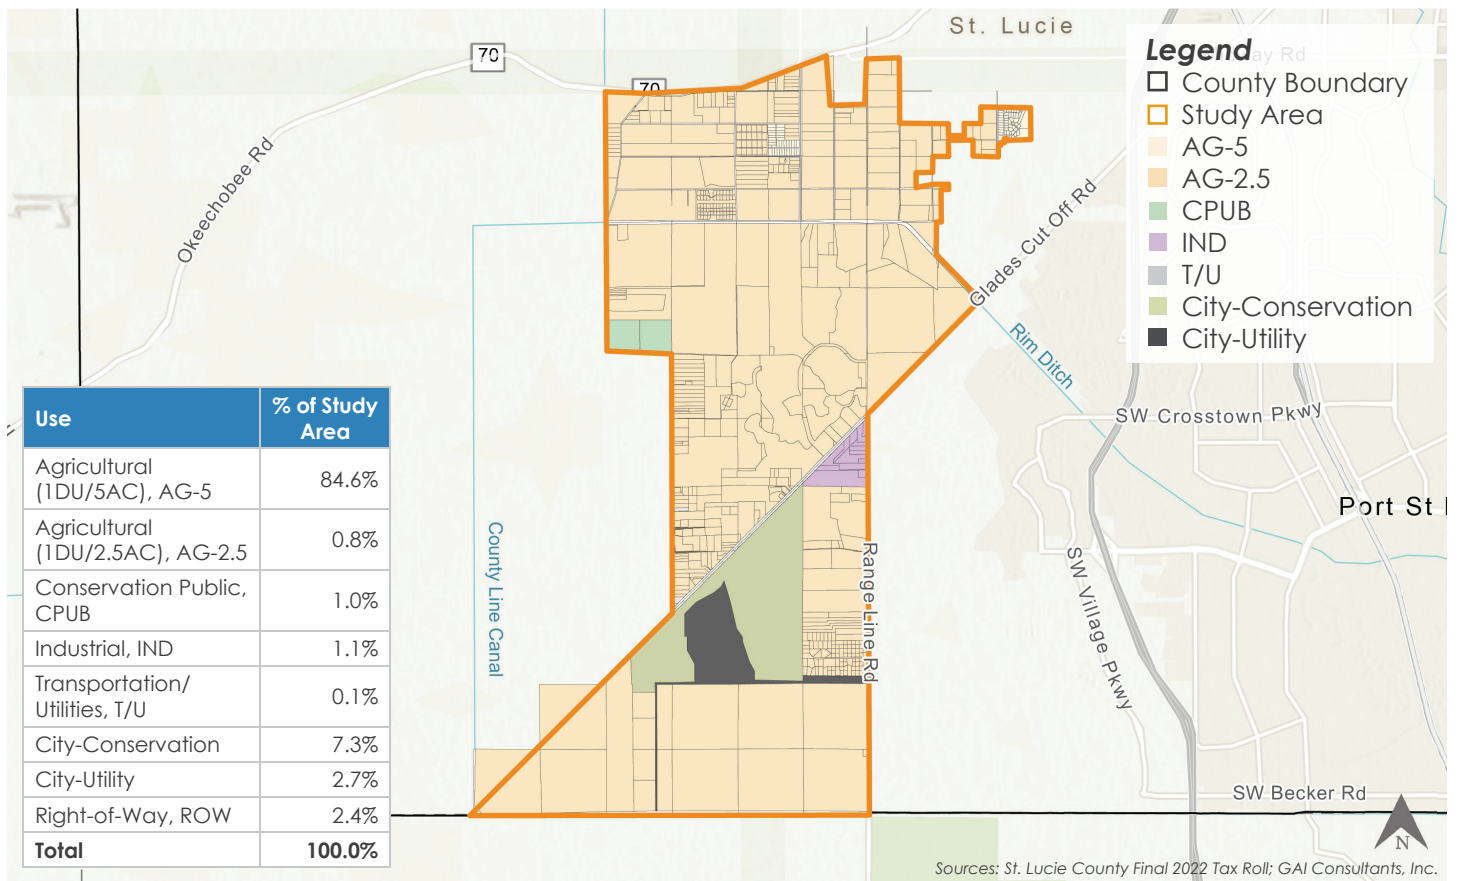 St. Lucie
70
70
Okeechobee Rd
Glades Cut Off Rd
Rim Ditch
SW Crosstown Pkwy
Port St
SW Village Pkwy
County Line Canal
Range Line Rd
SW Becker Rd
Legend
County Boundary
Study Area
AG-5
AG-2.5
CPUB
IND
T/U
City-Conservation
City-Utility
Use % of Study
Area
Agricultural
(1DU/5AC), AG-5 84.6%
Agricultural
(1DU/2.5AC), AG-2.5 0.8%
Conservation Public,
CPUB 1.0%
Industrial, IND 1.1%
Transportation/
Utilities, T/U 0.1%
City-Conservation 7.3%
City-Utility 2.7%
Right-of-Way, ROW 2.4%
Total 100.0%
N
Sources: St. Lucie County Final 2022 Tax Roll; GAI Consultants, Inc.